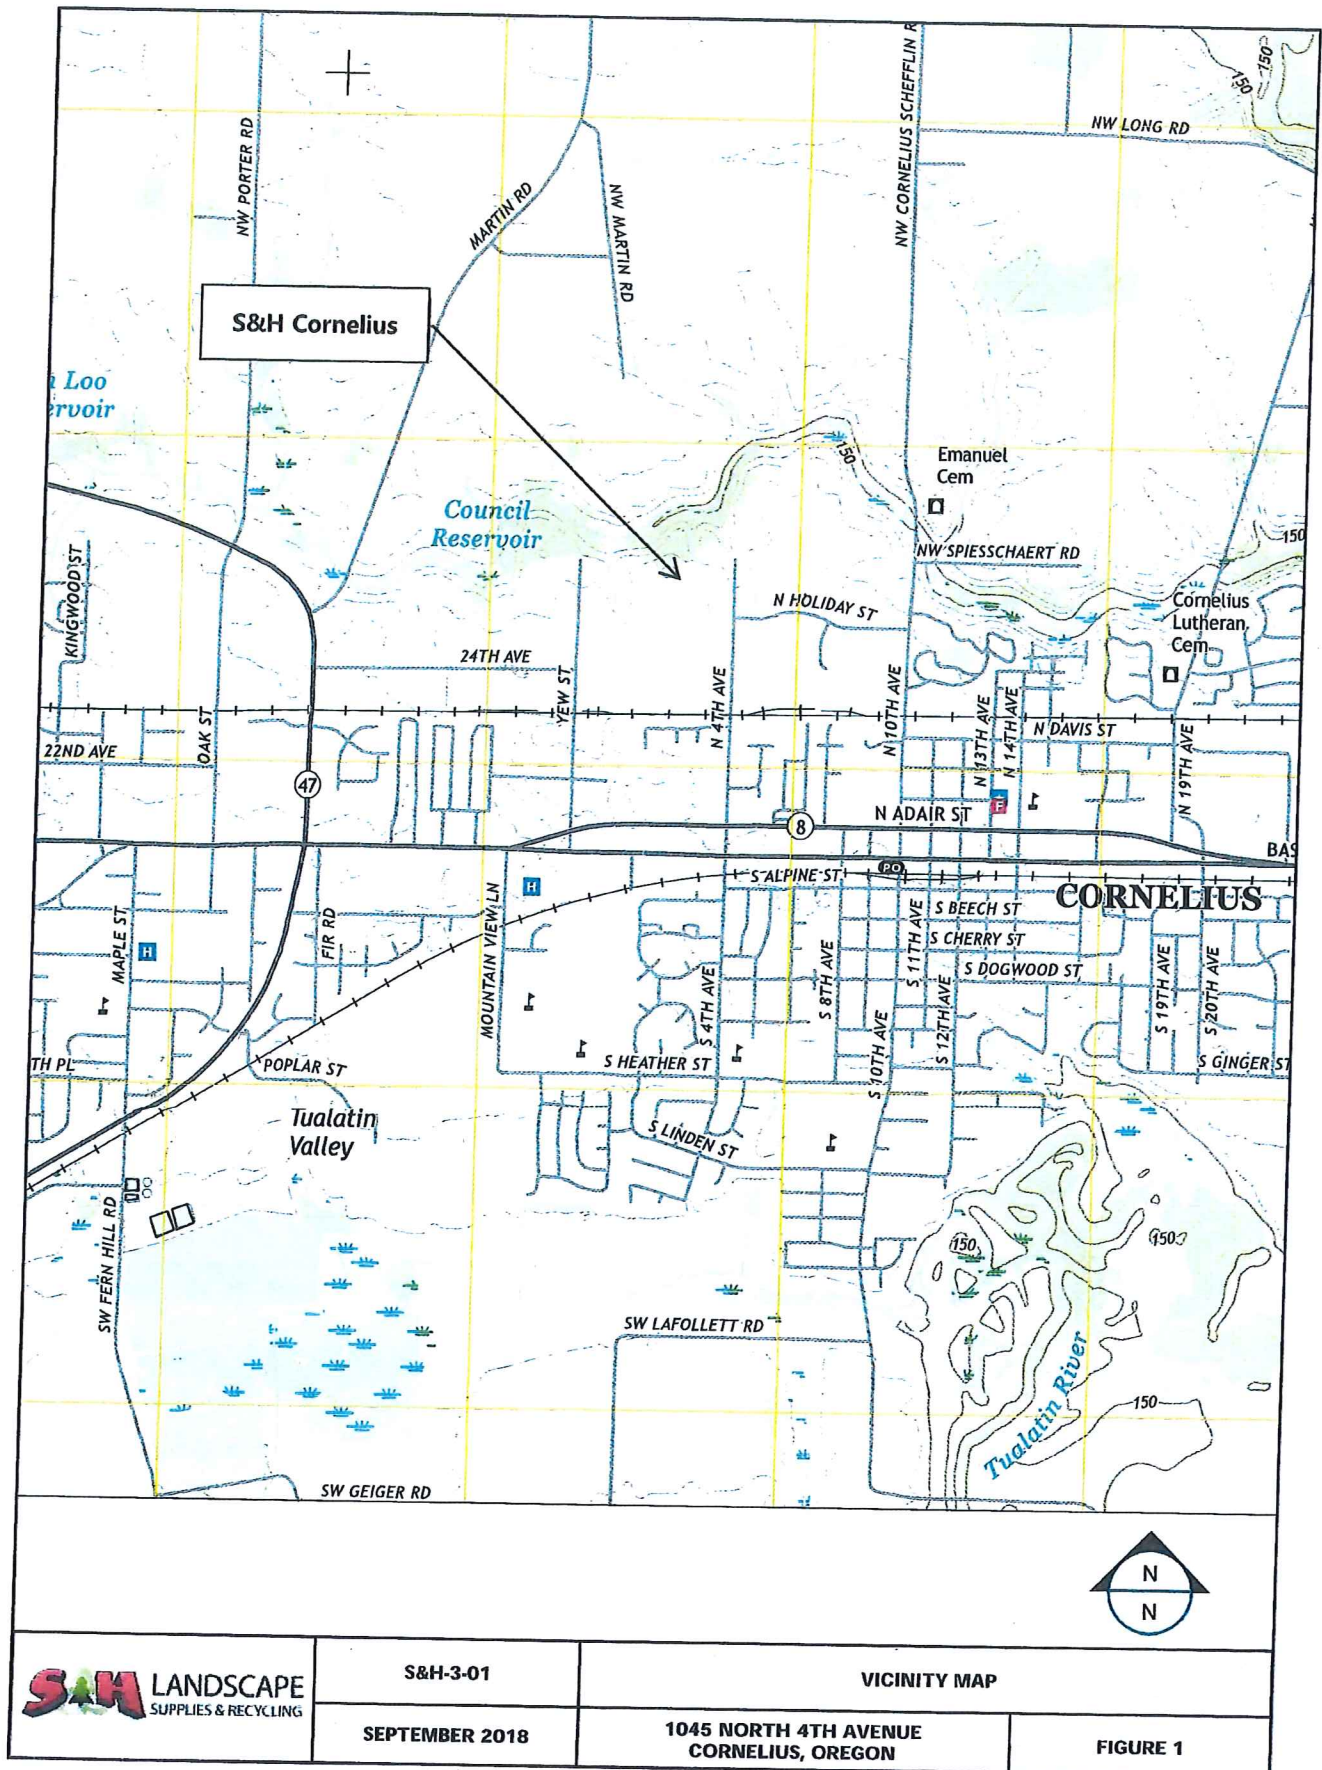 150
150
NW LONG RD
NW CORNELIUS SCHEFFLIN R
NW PORTER RD
MARTIN RD
NW MARTIN RD
S&H Cornelius
Loo
ervoir
150
Emanuel
Cem
Council
Reservoir
150
NW SPIESSCHAERT RD
KINGWOOD ST
N HOLIDAY ST
Cornelius
Lutheran
Cem
24TH AVE
YEW ST
N 4TH AVE
N 10TH AVE
N 13TH AVE
N 14TH AVE
N DAVIS ST
N 19TH AVE
OAK ST
22ND AVE
47
F
N ADAIR ST
8
BAS
PO
S ALPINE ST
CORNELIUS
H
S BEECH ST
MAPLE ST
H
FIR RD
MOUNTAIN VIEW LN
S CHERRY ST
S DOGWOOD ST
S 4TH AVE
S 8TH AVE
S 10TH AVE
S 11TH AVE
S 12TH AVE
S 19TH AVE
S 20TH AVE
TH PL
POPLAR ST
S HEATHER ST
S GINGER ST
Tualatin
Valley
S LINDEN ST
SW FERN HILL RD
150
150
SW LAFOLLETT RD
Tualatin River
150
SW GEIGER RD
N
N
S&H LANDSCAPE
SUPPLIES & RECYCLING
S&H-3-01
VICINITY MAP
SEPTEMBER 2018
1045 NORTH 4TH AVENUE
CORNELIUS, OREGON
FIGURE 1